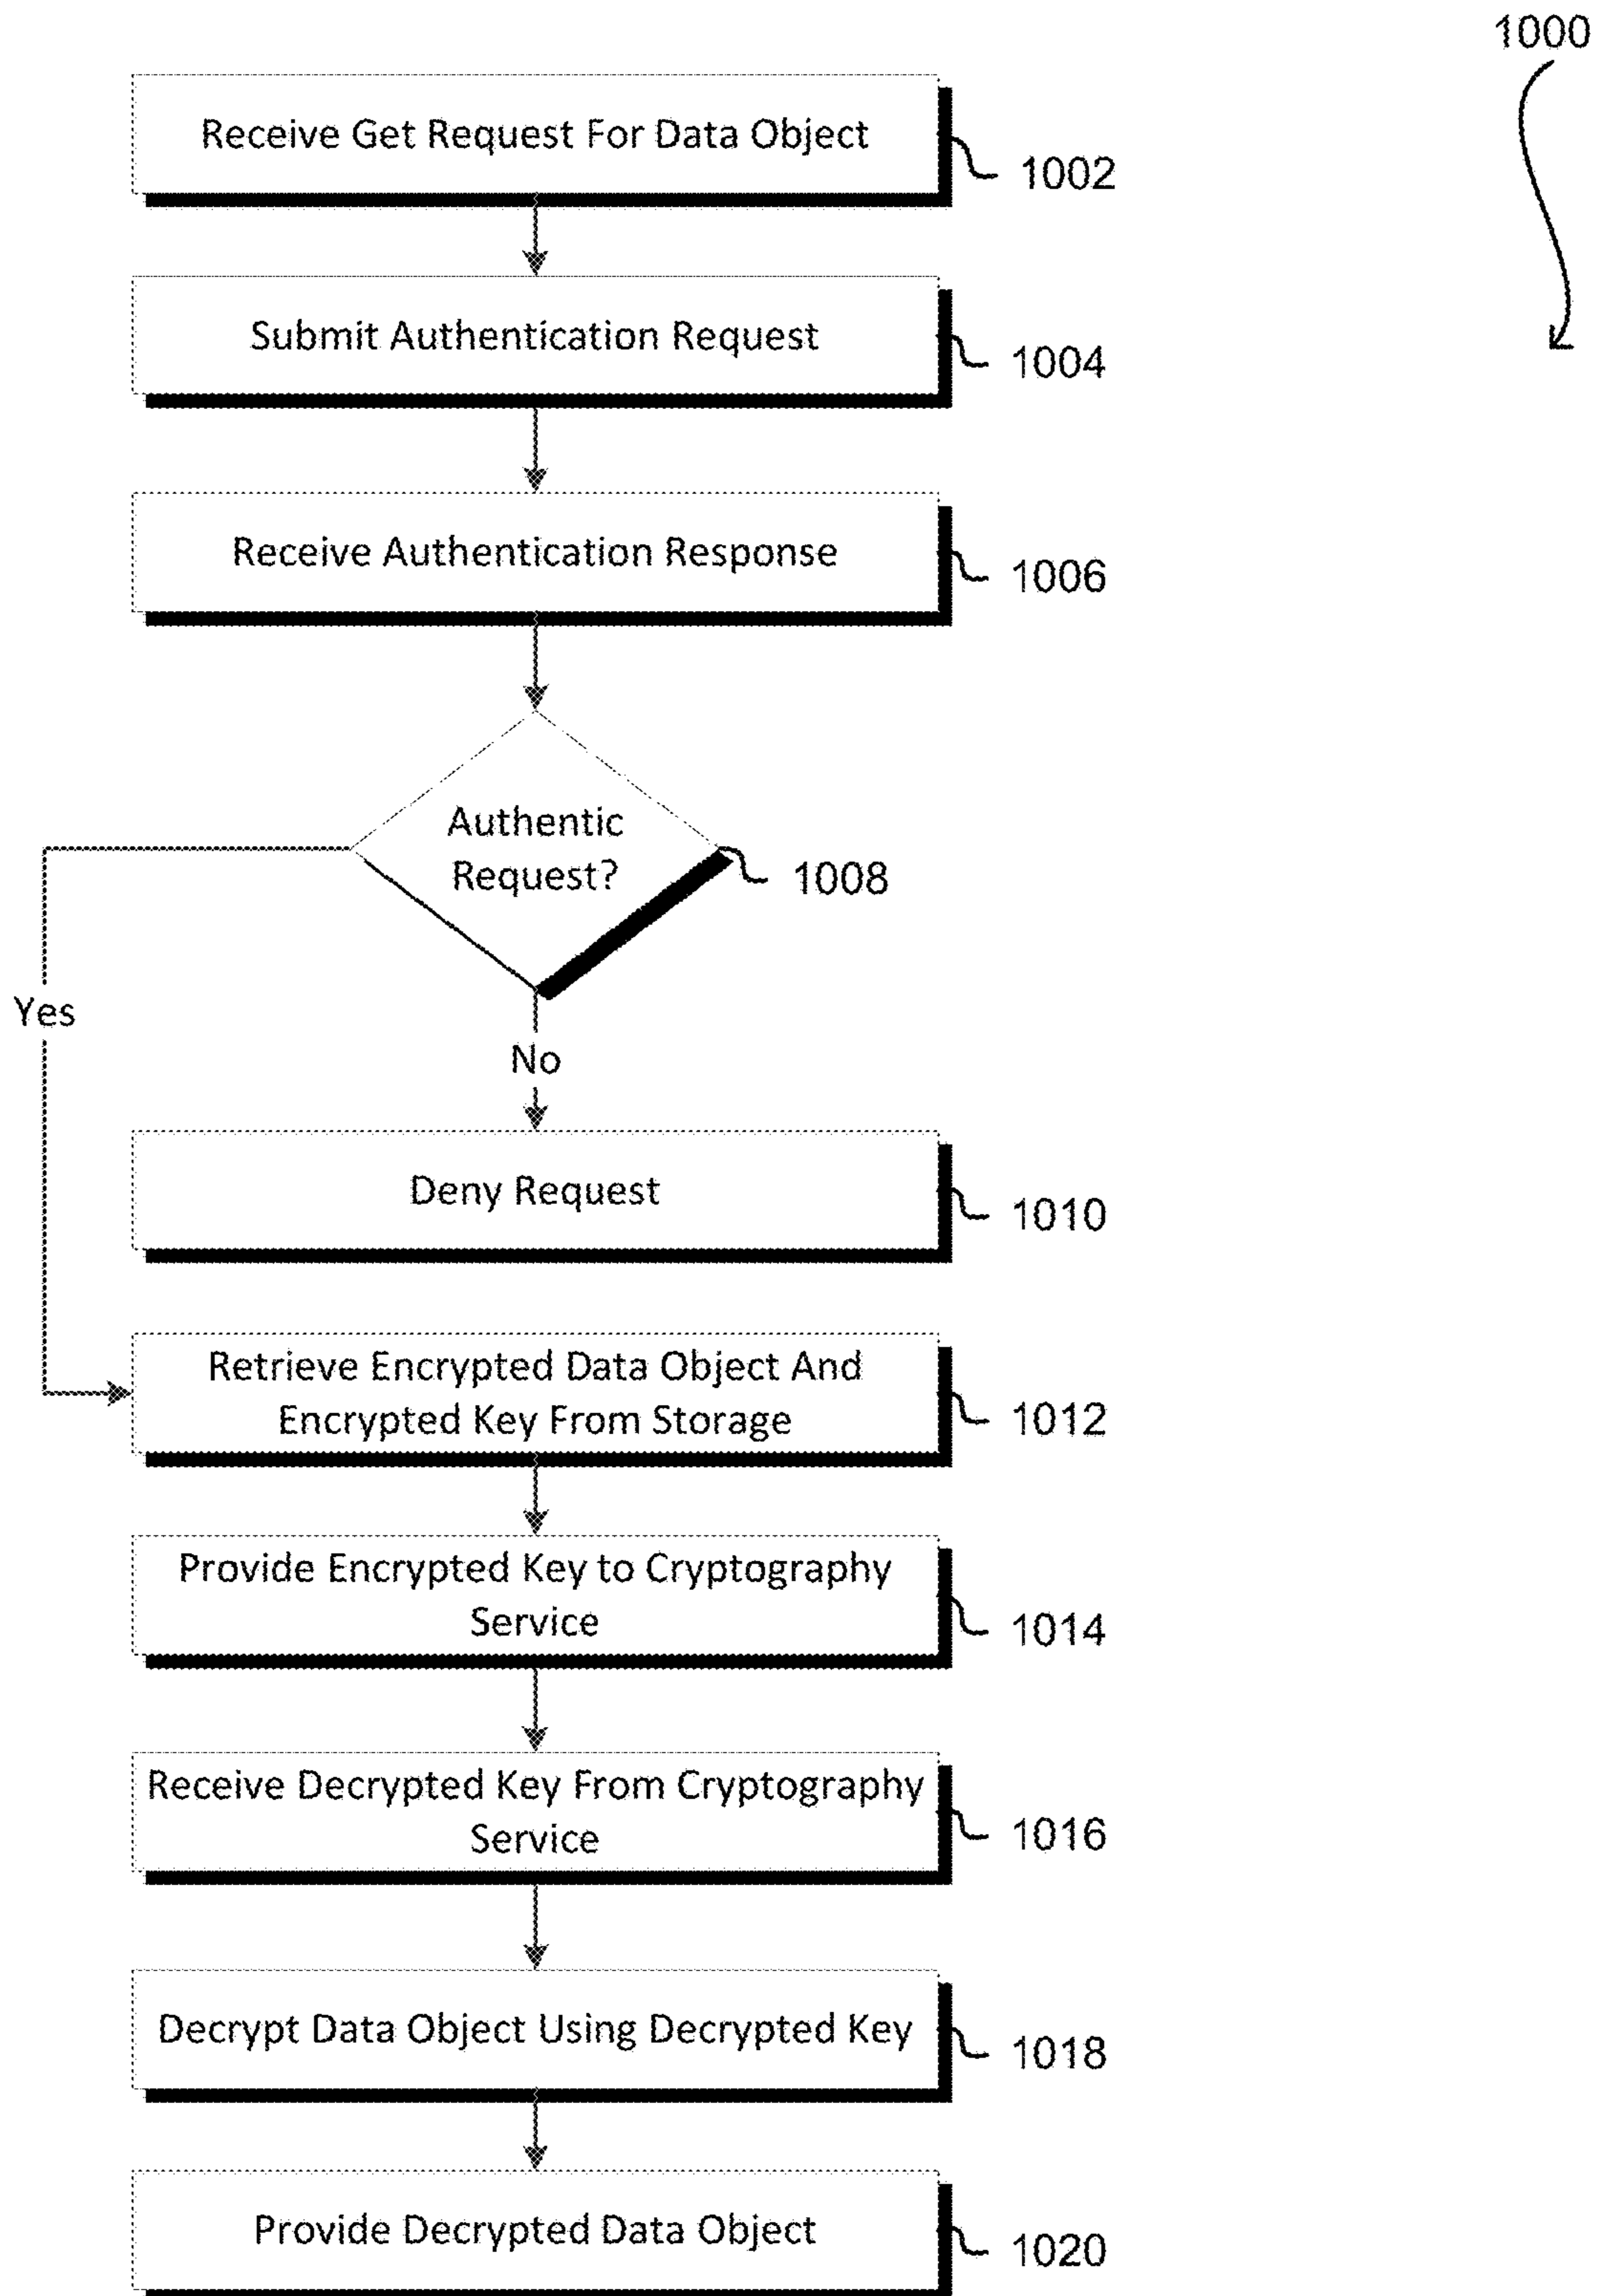 1000
Receive Get Request For Data Object
1002
Submit Authentication Request
1004
Receive Authentication Response
1006
Authentic
Request?
1008
Yes
No
Deny Request
1010
Retrieve Encrypted Data Object And
Encrypted Key From Storage
1012
Provide Encrypted Key to Cryptography
Service
1014
Receive Decrypted Key From Cryptography
Service
1016
Decrypt Data Object Using Decrypted Key
1018
Provide Decrypted Data Object
1020